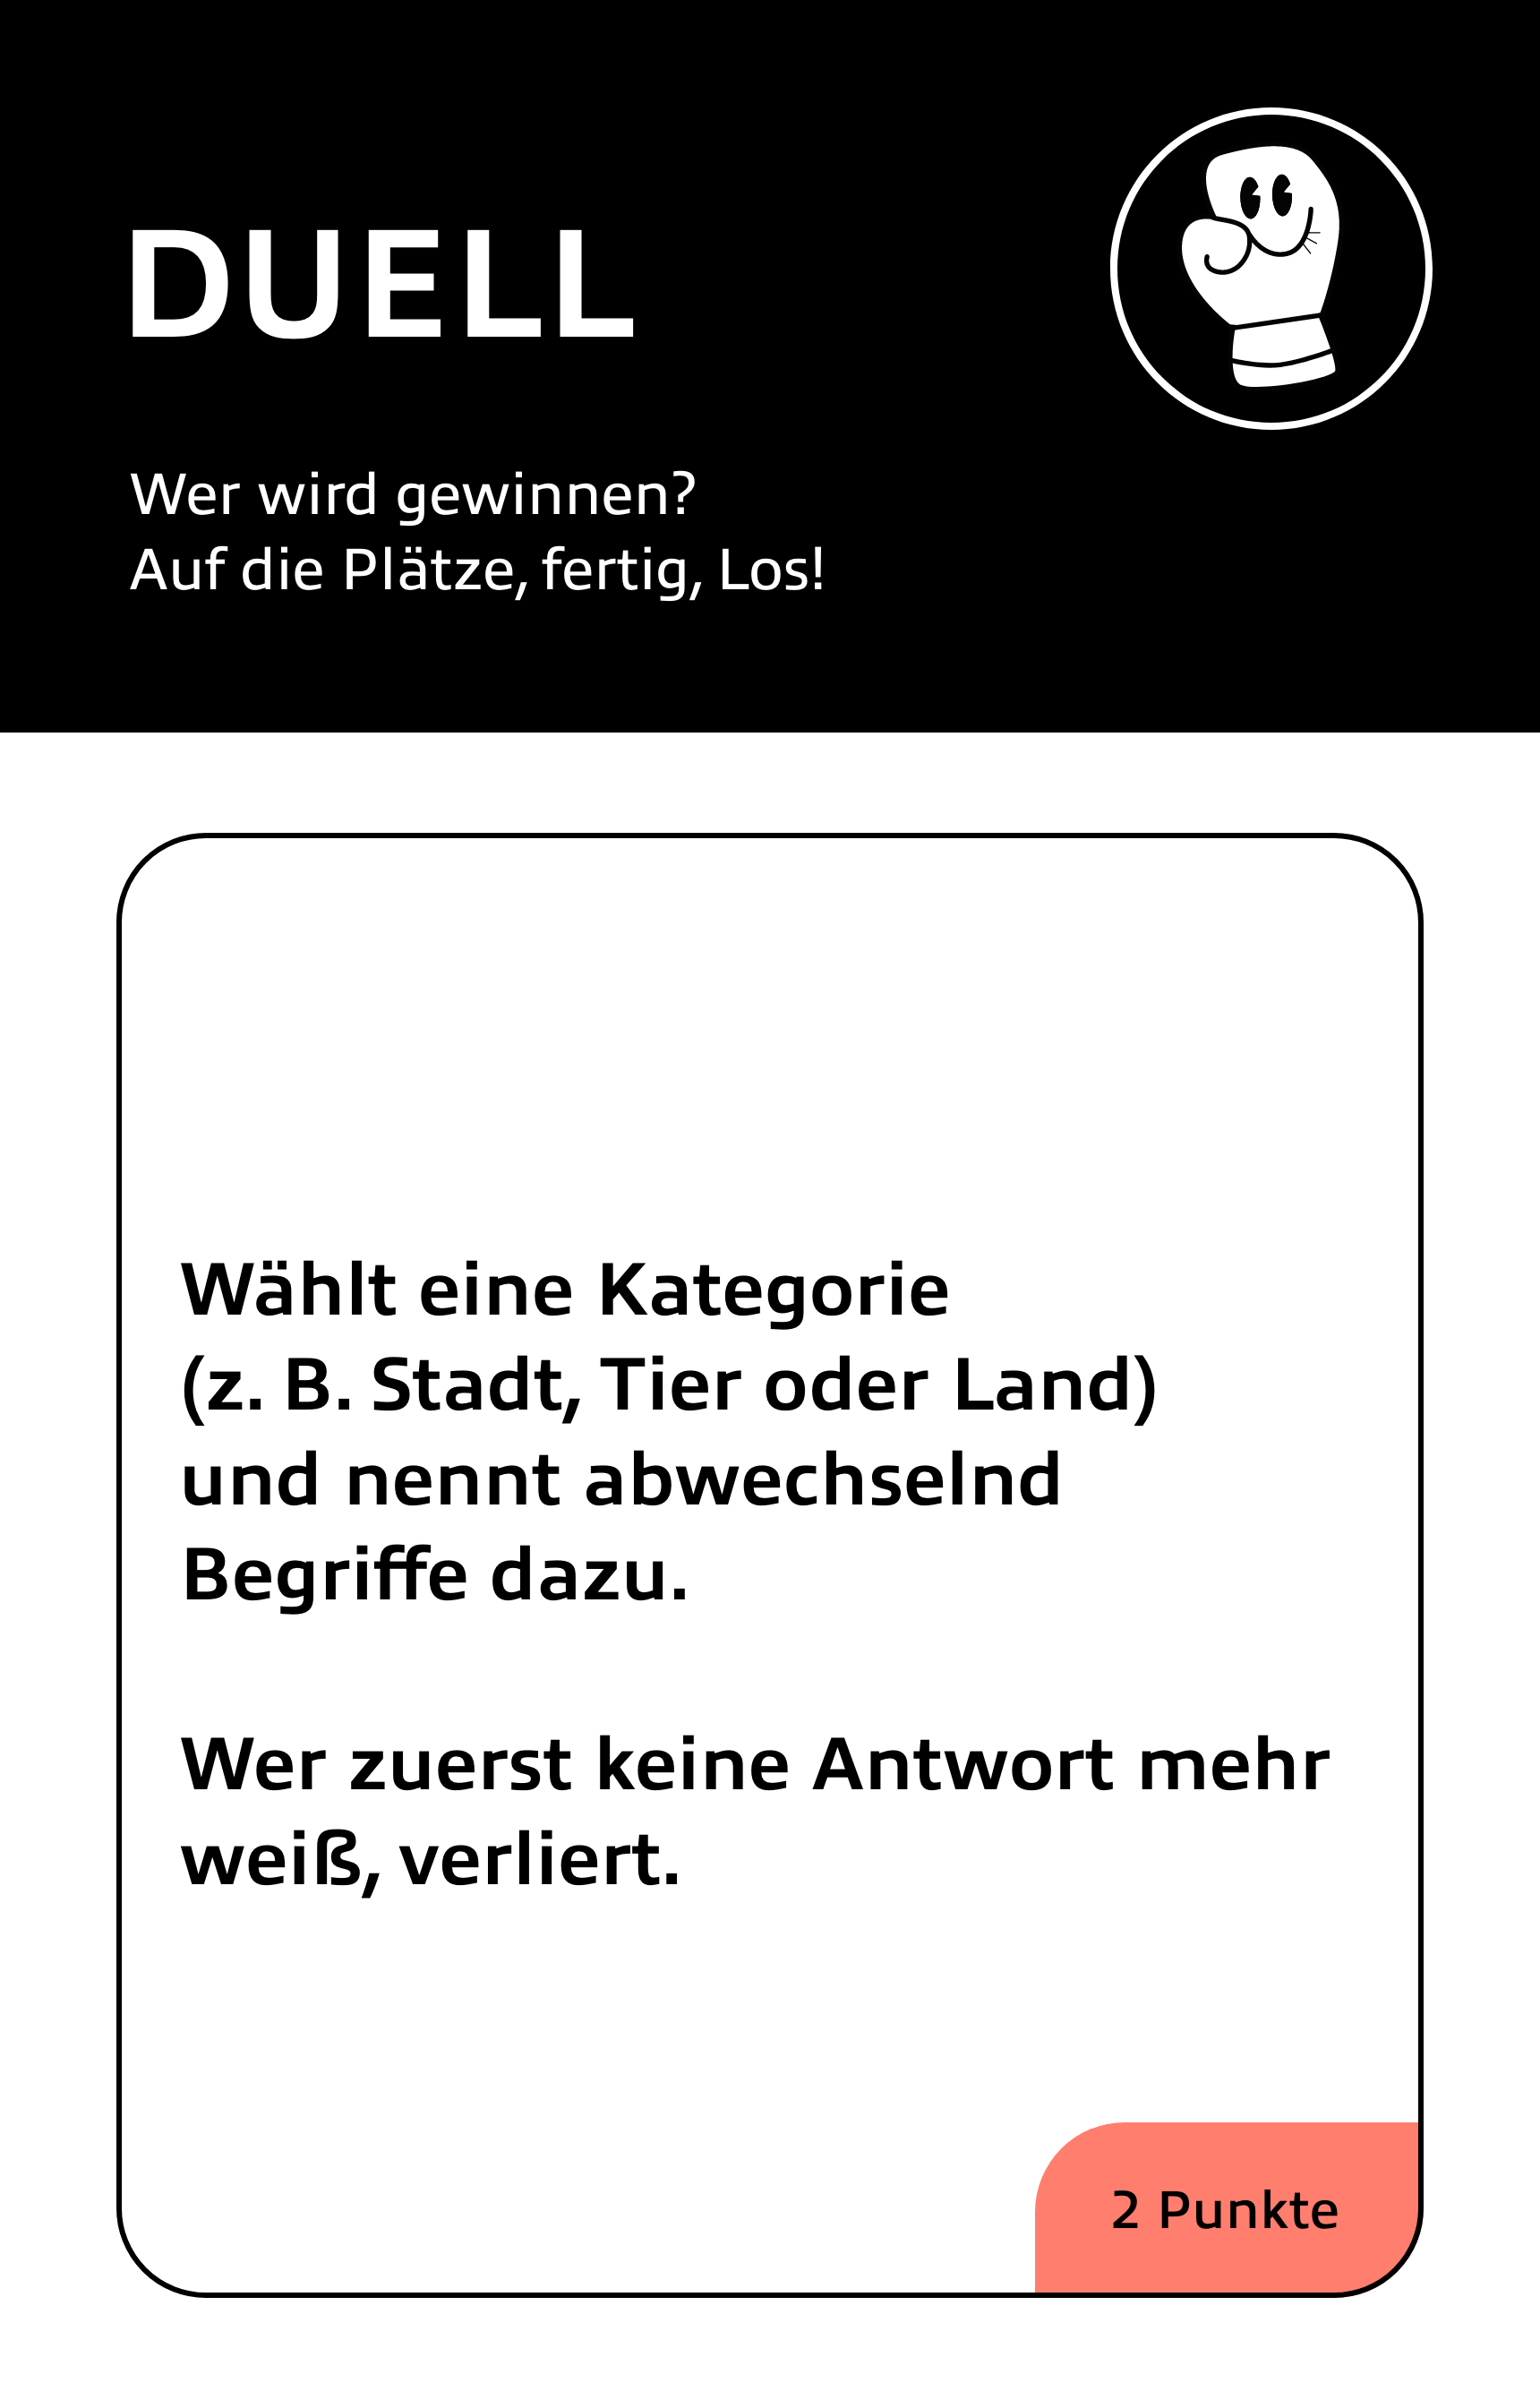 DUELL
Wer wird gewinnen?
Auf die Plätze, fertig, Los!
Wählt eine Kategorie
(z. B. Stadt, Tier oder Land)
und nennt abwechselnd
Begriffe dazu.
Wer zuerst keine Antwort mehr
weiß, verliert.
2 Punkte